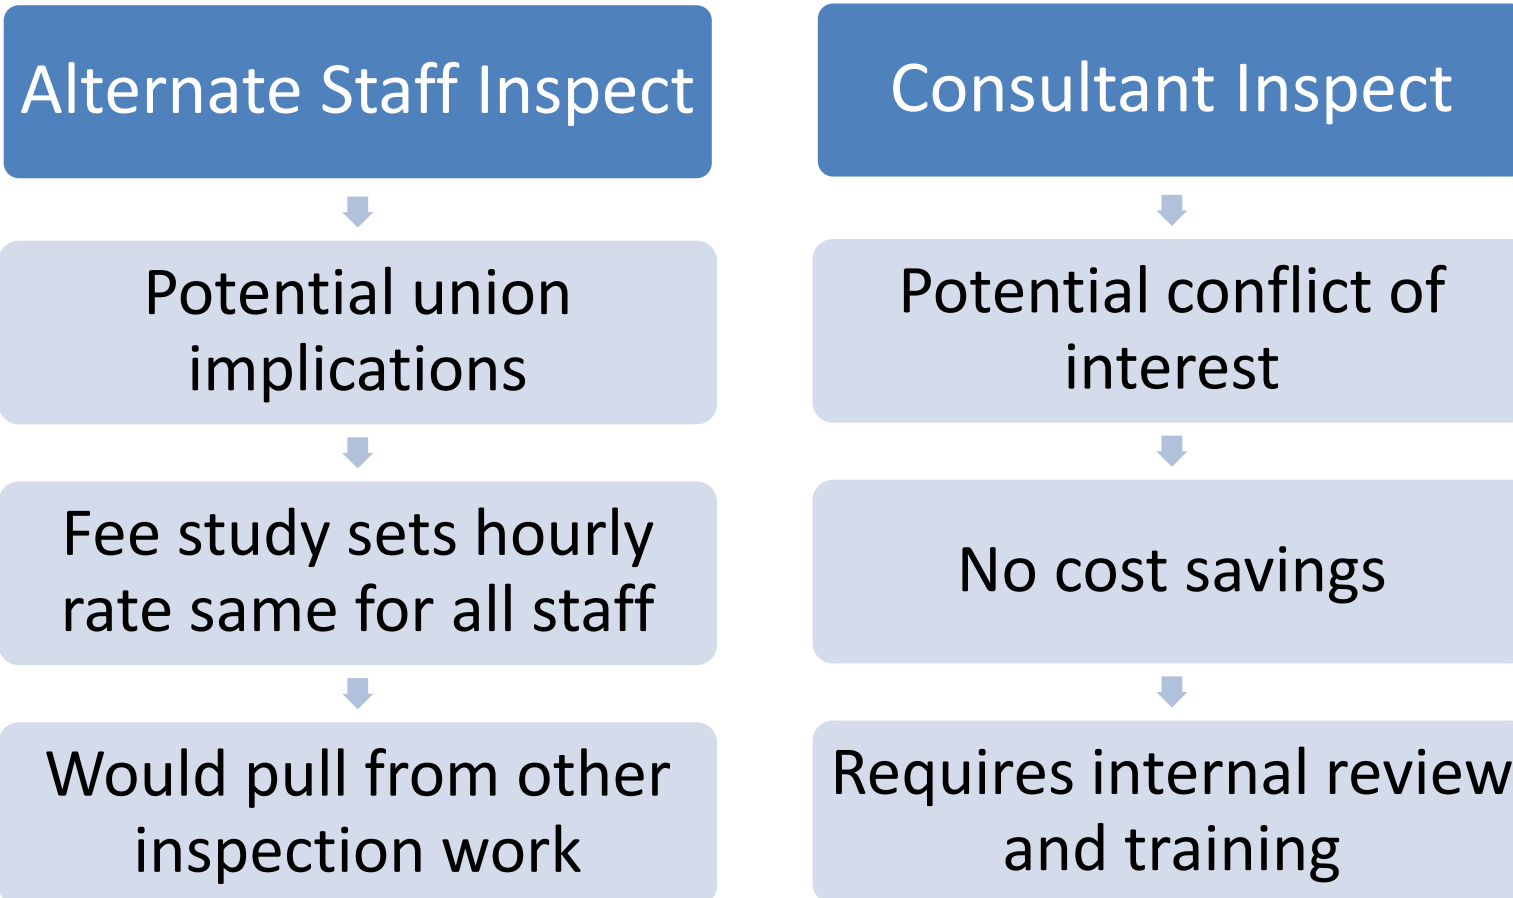 Alternate Staff Inspect
Potential union
implications
Fee study sets hourly
rate same for all staff
Would pull from other
inspection work
Consultant Inspect
Potential conflict of
interest
No cost savings
Requires internal review
and training